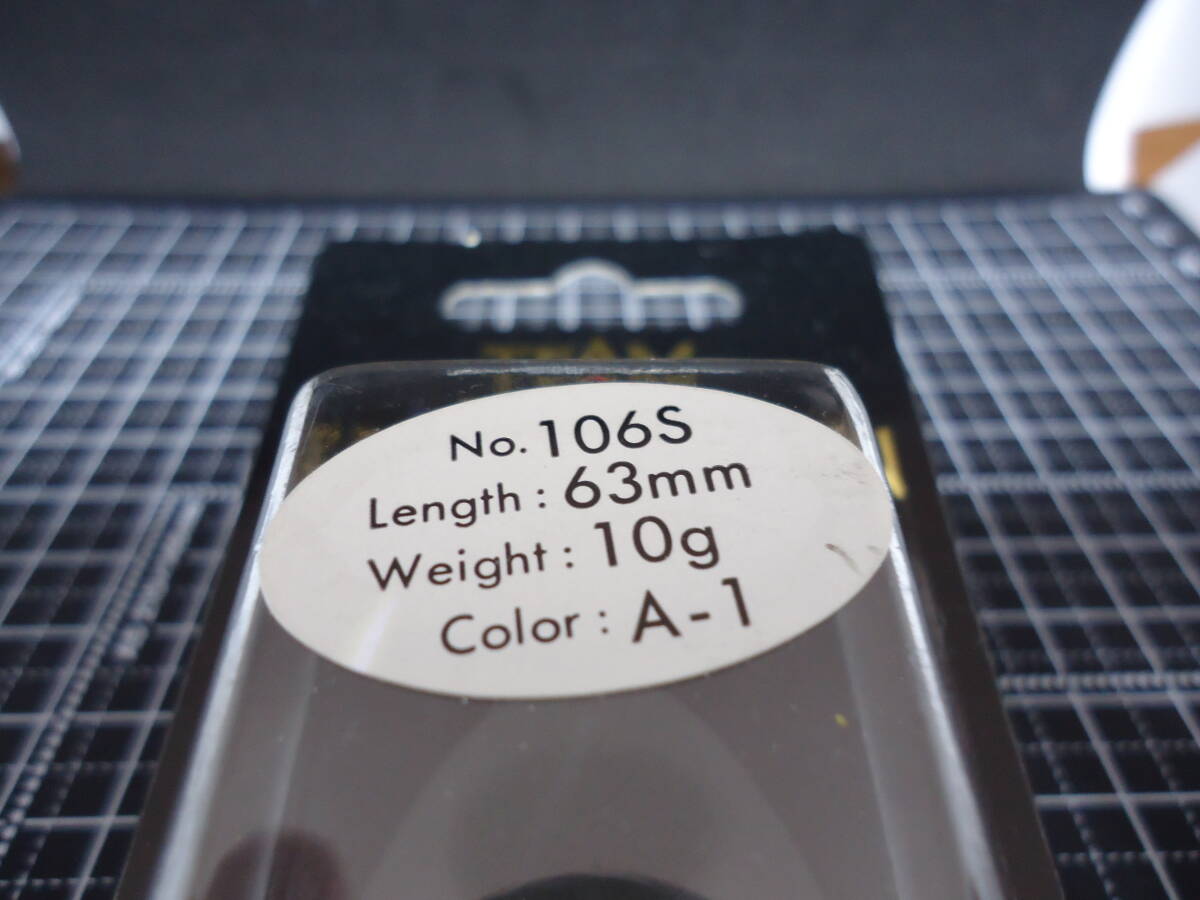 No. 106S
Length : 63mm
Weight : 10g
Color : A-1